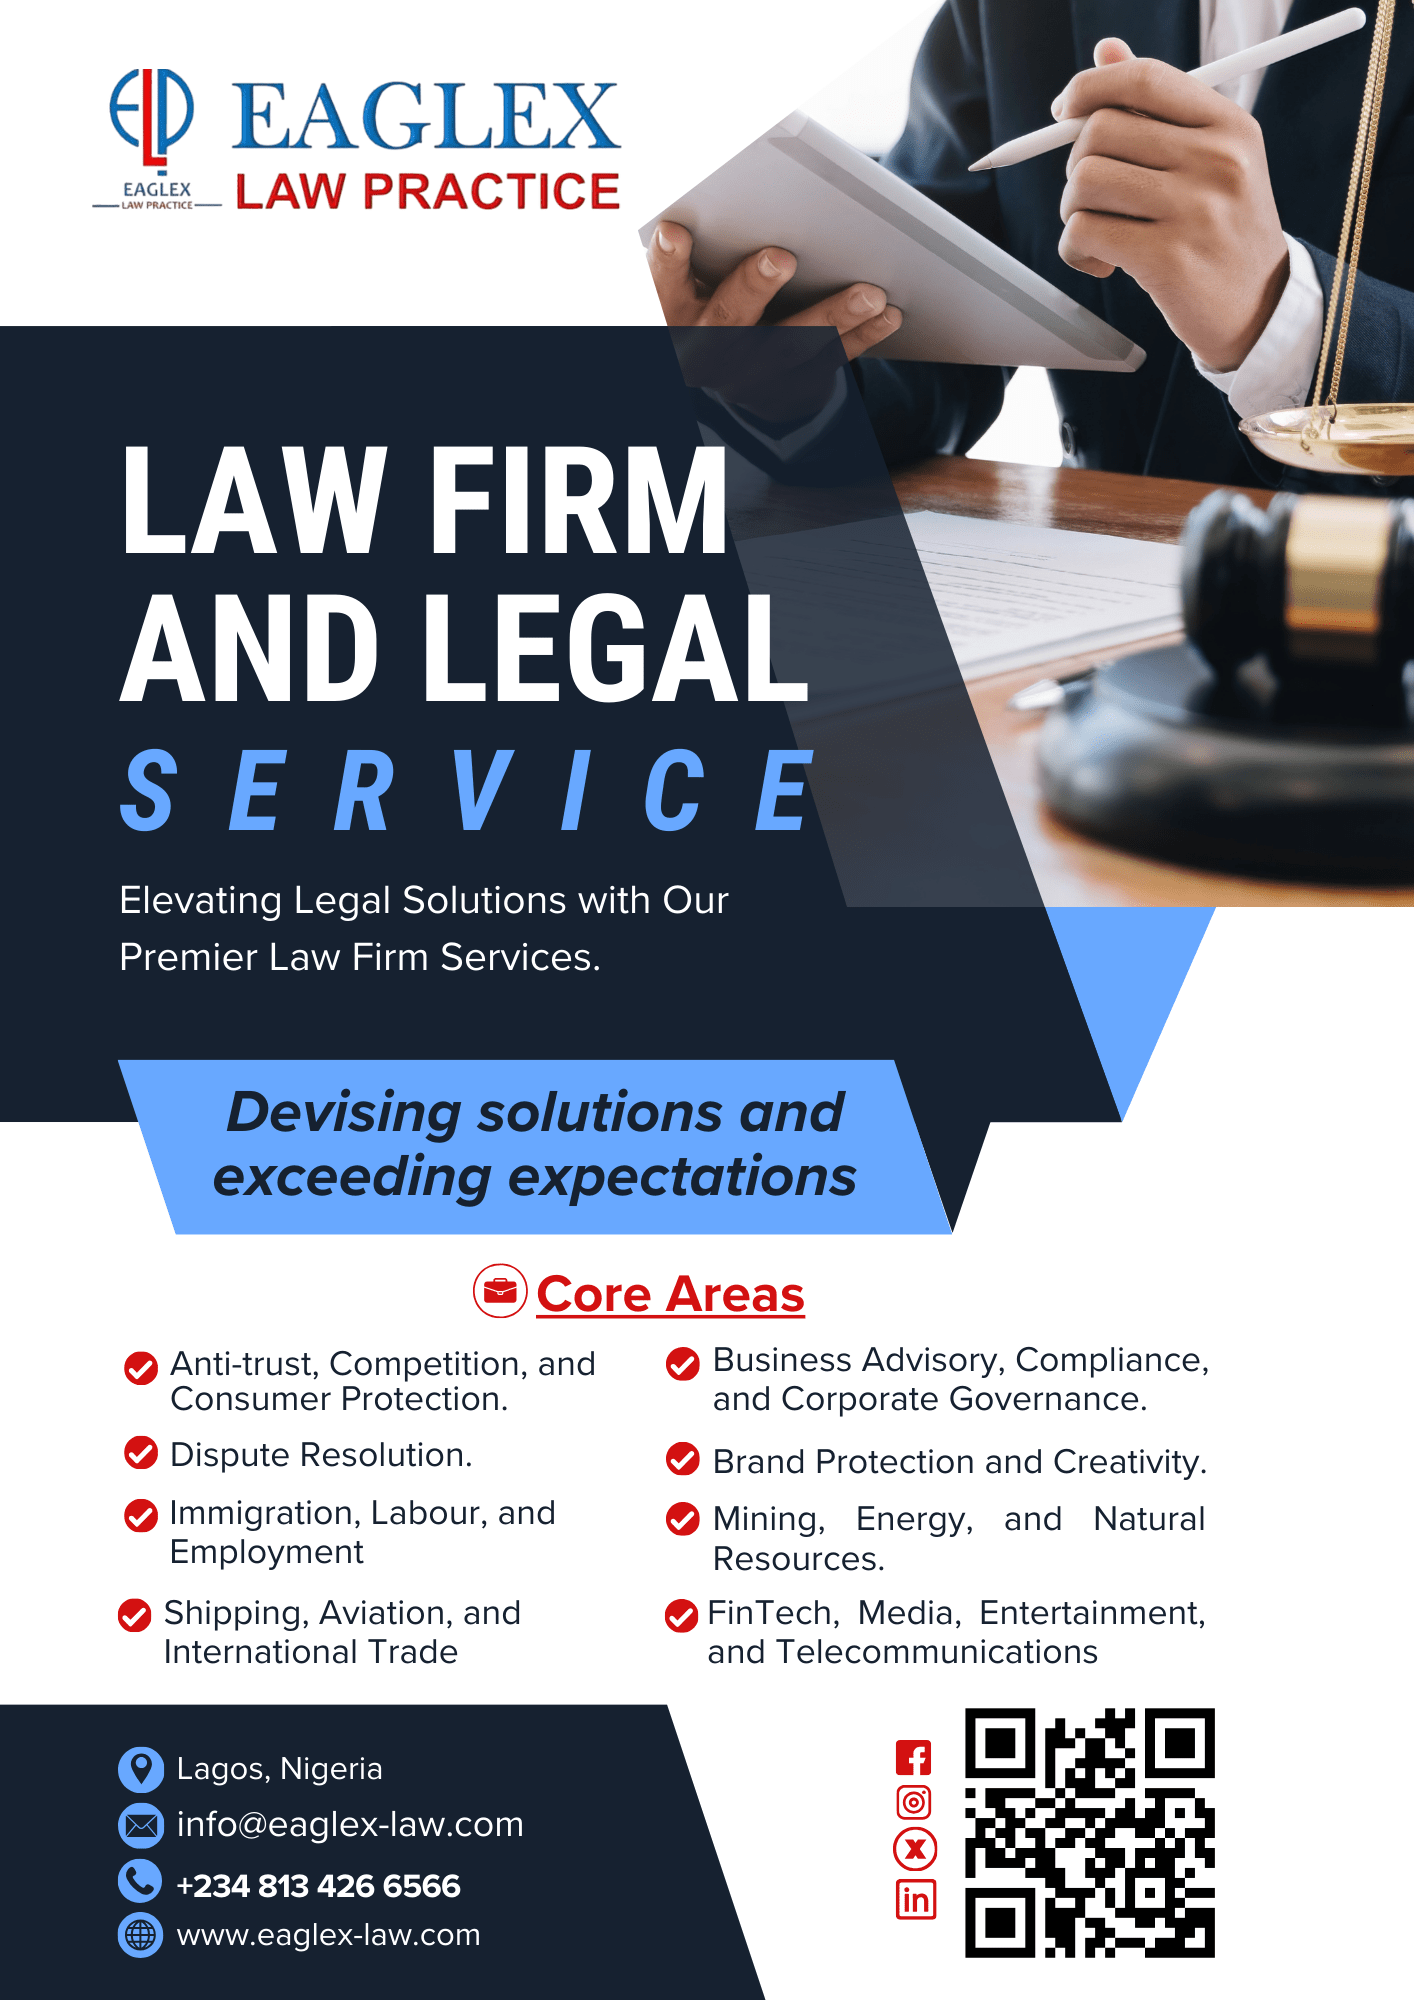 ELP
EAGLEX
LAW PRACTICE
EAGLEX
LAW PRACTICE
LAW FIRM
AND LEGAL
SERVICE
Elevating Legal Solutions with Our
Premier Law Firm Services.
Devising solutions and
exceeding expectations
Core Areas
Anti-trust, Competition, and
Consumer Protection.
Dispute Resolution.
Immigration, Labour, and
Employment
Shipping, Aviation, and
International Trade
Business Advisory, Compliance,
and Corporate Governance.
Brand Protection and Creativity.
Mining, Energy, and Natural
Resources.
FinTech, Media, Entertainment,
and Telecommunications
Lagos, Nigeria
info@eaglex-law.com
+234 813 426 6566
www.eaglex-law.com